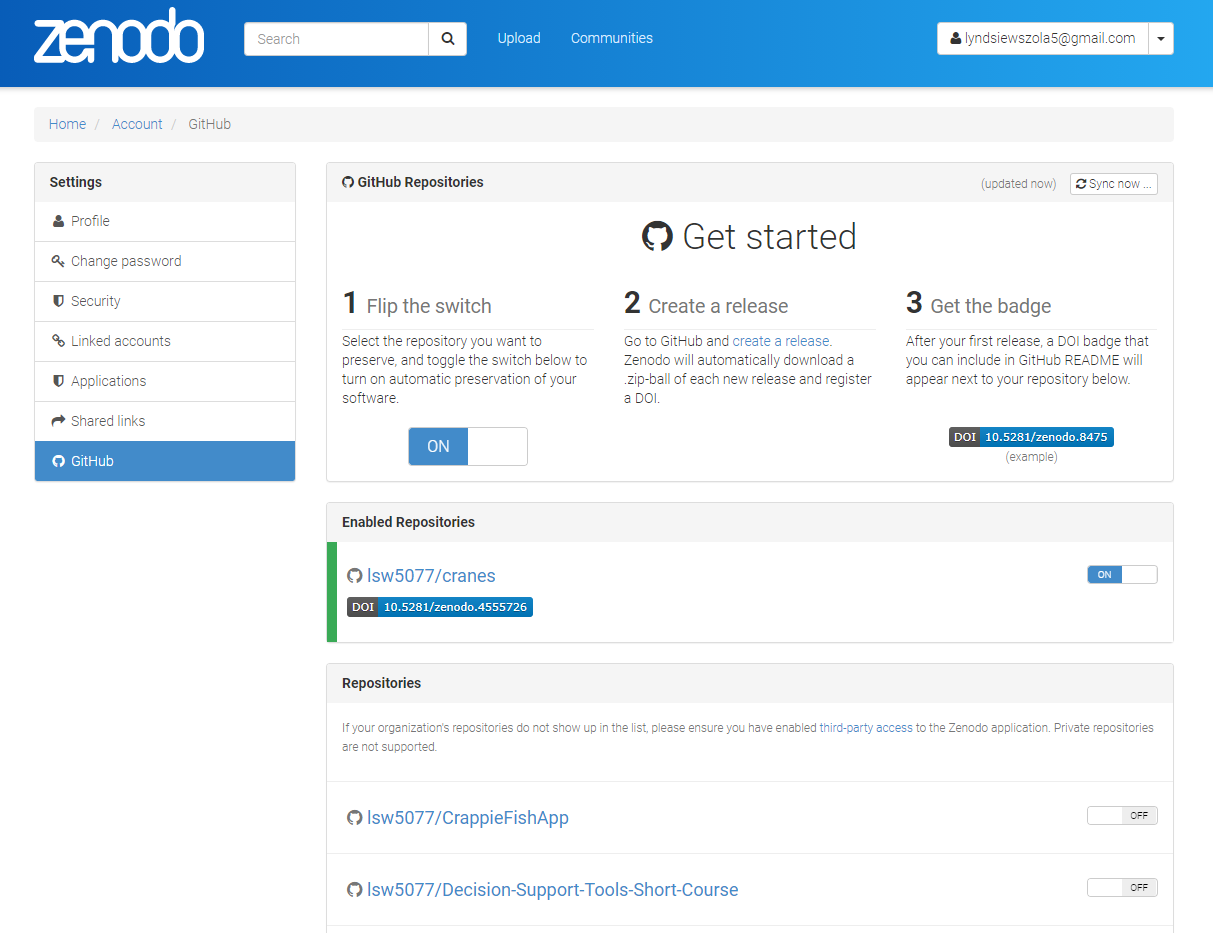 zenodo
Search
Upload
Communities
lyndsiewszola5@gmail.com
Home / Account / GitHub
Settings
Profile
Change password
Security
Linked accounts
Applications
Shared links
GitHub
GitHub Repositories
(updated now)
Sync now ...
Get started
1 Flip the switch
Select the repository you want to
preserve, and toggle the switch below to
turn on automatic preservation of your
software.
ON
2 Create a release
Go to GitHub and create a release.
Zenodo will automatically download a
.zip-ball of each new release and register
a DOI.
3 Get the badge
After your first release, a DOI badge that
you can include in GitHub README will
appear next to your repository below.
DOI 10.5281/zenodo.8475
(example)
Enabled Repositories
lsw5077/cranes
ON
DOI 10.5281/zenodo.4555726
Repositories
If your organization's repositories do not show up in the list, please ensure you have enabled third-party access to the Zenodo application. Private repositories
are not supported.
lsw5077/CrappieFishApp
OFF
lsw5077/Decision-Support-Tools-Short-Course
OFF